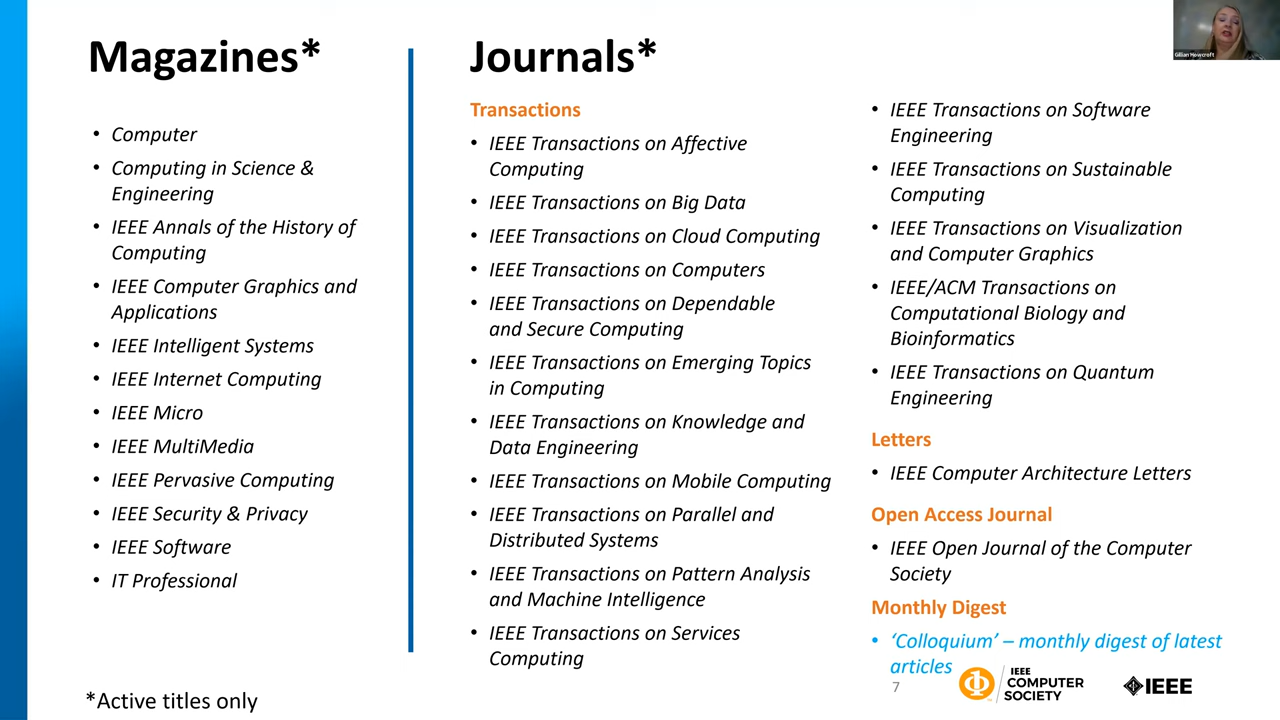 Magazines*
• Computer
• Computing in Science &
Engineering
• IEEE Annals of the History of
Computing
• IEEE Computer Graphics and
Applications
• IEEE Intelligent Systems
• IEEE Internet Computing
• IEEE Micro
• IEEE MultiMedia
• IEEE Pervasive Computing
• IEEE Security & Privacy
• IEEE Software
• IT Professional
*Active titles only
Journals*
Transactions
• IEEE Transactions on Affective
Computing
• IEEE Transactions on Big Data
• IEEE Transactions on Cloud Computing
• IEEE Transactions on Computers
• IEEE Transactions on Dependable
and Secure Computing
• IEEE Transactions on Emerging Topics
in Computing
• IEEE Transactions on Knowledge and
Data Engineering
• IEEE Transactions on Mobile Computing
• IEEE Transactions on Parallel and
Distributed Systems
• IEEE Transactions on Pattern Analysis
and Machine Intelligence
• IEEE Transactions on Services
Computing
• IEEE Transactions on Software
Engineering
• IEEE Transactions on Sustainable
Computing
• IEEE Transactions on Visualization
and Computer Graphics
• IEEE/ACM Transactions on
Computational Biology and
Bioinformatics
• IEEE Transactions on Quantum
Engineering
Letters
• IEEE Computer Architecture Letters
Open Access Journal
• IEEE Open Journal of the Computer
Society
Monthly Digest
• ‘Colloquium’ – monthly digest of latest
articles
7
IEEE
COMPUTER
SOCIETY
IEEE
Gillian Howcroft